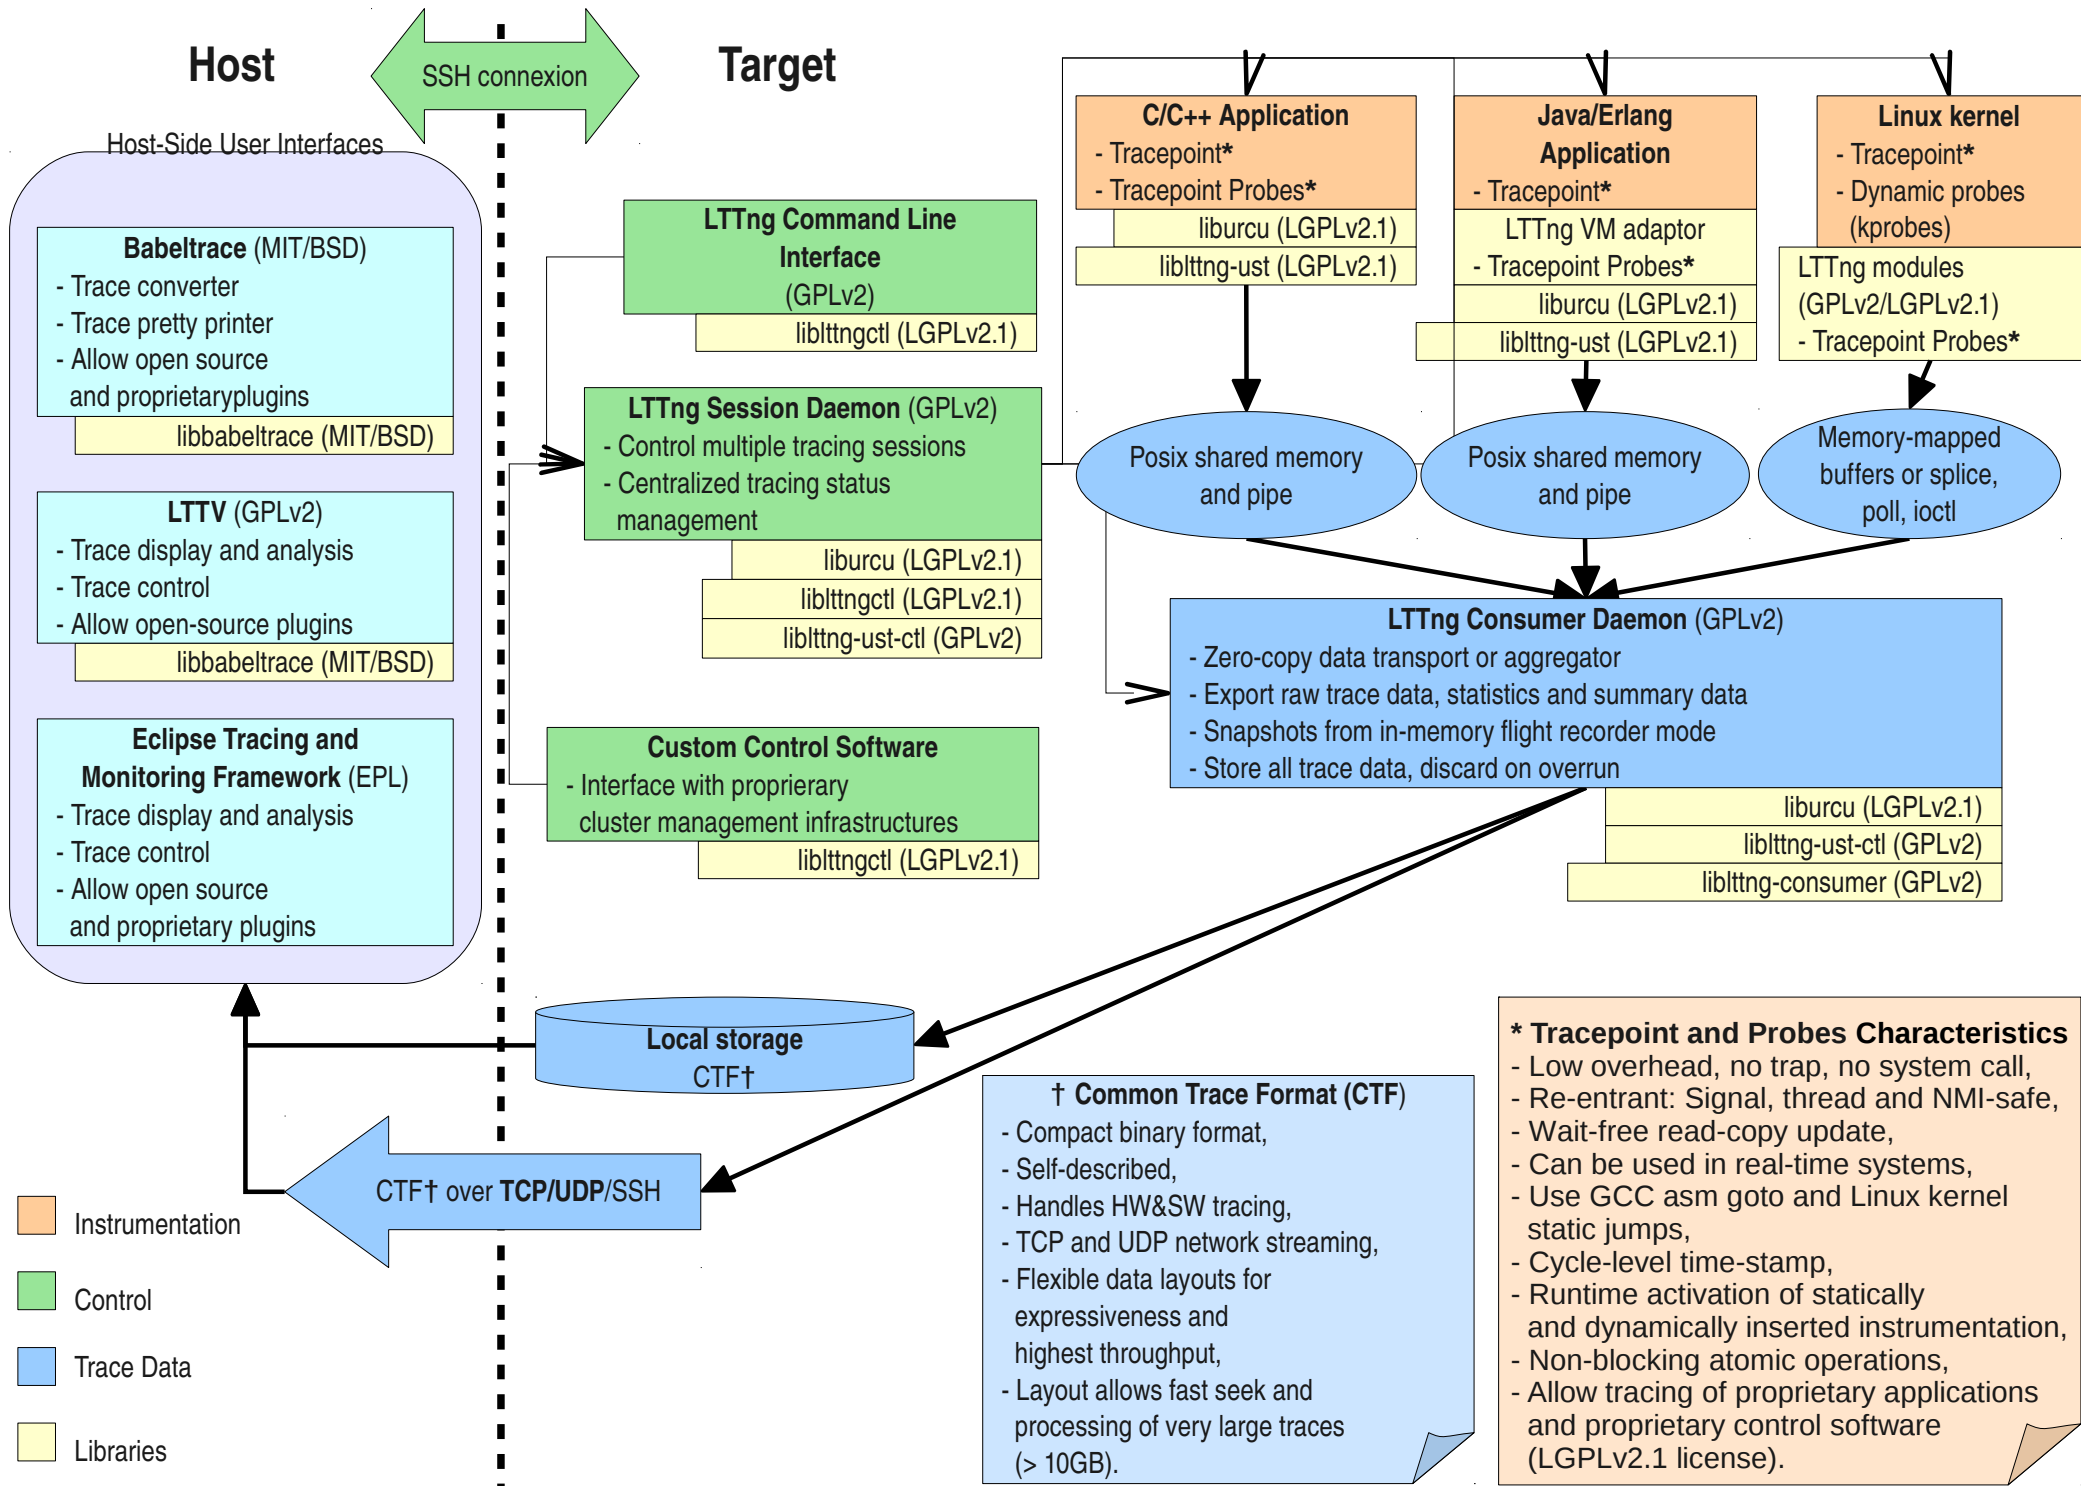 Host
SSH connexion
Target
Host-Side User Interfaces
Babeltrace (MIT/BSD)
- Trace converter
- Trace pretty printer
- Allow open source
and proprietaryplugins
libbabeltrace (MIT/BSD)
LTTV (GPLv2)
- Trace display and analysis
- Trace control
- Allow open-source plugins
libbabeltrace (MIT/BSD)
Eclipse Tracing and
Monitoring Framework (EPL)
- Trace display and analysis
- Trace control
- Allow open source
and proprietary plugins
LTTng Command Line
Interface
(GPLv2)
liblttngctl (LGPLv2.1)
LTTng Session Daemon (GPLv2)
- Control multiple tracing sessions
- Centralized tracing status
management
liburcu (LGPLv2.1)
liblttngctl (LGPLv2.1)
liblttng-ust-ctl (GPLv2)
Custom Control Software
- Interface with proprierary
cluster management infrastructures
liblttngctl (LGPLv2.1)
C/C++ Application
- Tracepoint*
- Tracepoint Probes*
liburcu (LGPLv2.1)
liblttng-ust (LGPLv2.1)
Java/Erlang
Application
- Tracepoint*
LTTng VM adaptor
- Tracepoint Probes*
liburcu (LGPLv2.1)
liblttng-ust (LGPLv2.1)
Linux kernel
- Tracepoint*
- Dynamic probes
(kprobes)
LTTng modules
(GPLv2/LGPLv2.1)
- Tracepoint Probes*
Posix shared memory
and pipe
Posix shared memory
and pipe
Memory-mapped
buffers or splice,
poll, ioctl
LTTng Consumer Daemon (GPLv2)
- Zero-copy data transport or aggregator
- Export raw trace data, statistics and summary data
- Snapshots from in-memory flight recorder mode
- Store all trace data, discard on overrun
liburcu (LGPLv2.1)
liblttng-ust-ctl (GPLv2)
liblttng-consumer (GPLv2)
Local storage
CTF†
CTF† over TCP/UDP/SSH
Instrumentation
Control
Trace Data
Libraries
† Common Trace Format (CTF)
- Compact binary format,
- Self-described,
- Handles HW&SW tracing,
- TCP and UDP network streaming,
- Flexible data layouts for
expressiveness and
highest throughput,
- Layout allows fast seek and
processing of very large traces
(> 10GB).
* Tracepoint and Probes Characteristics
- Low overhead, no trap, no system call,
- Re-entrant: Signal, thread and NMI-safe,
- Wait-free read-copy update,
- Can be used in real-time systems,
- Use GCC asm goto and Linux kernel
static jumps,
- Cycle-level time-stamp,
- Runtime activation of statically
and dynamically inserted instrumentation,
- Non-blocking atomic operations,
- Allow tracing of proprietary applications
and proprietary control software
(LGPLv2.1 license).